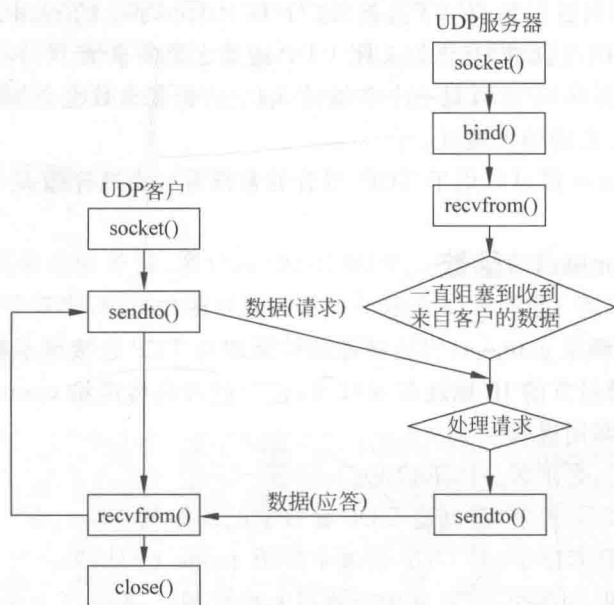 UDP服务器
socket()
bind()
recvfrom()
一直阻塞到收到
来自客户的数据
处理请求
sendto()
UDP客户
socket()
sendto()
数据(请求)
数据(应答)
recvfrom()
close()